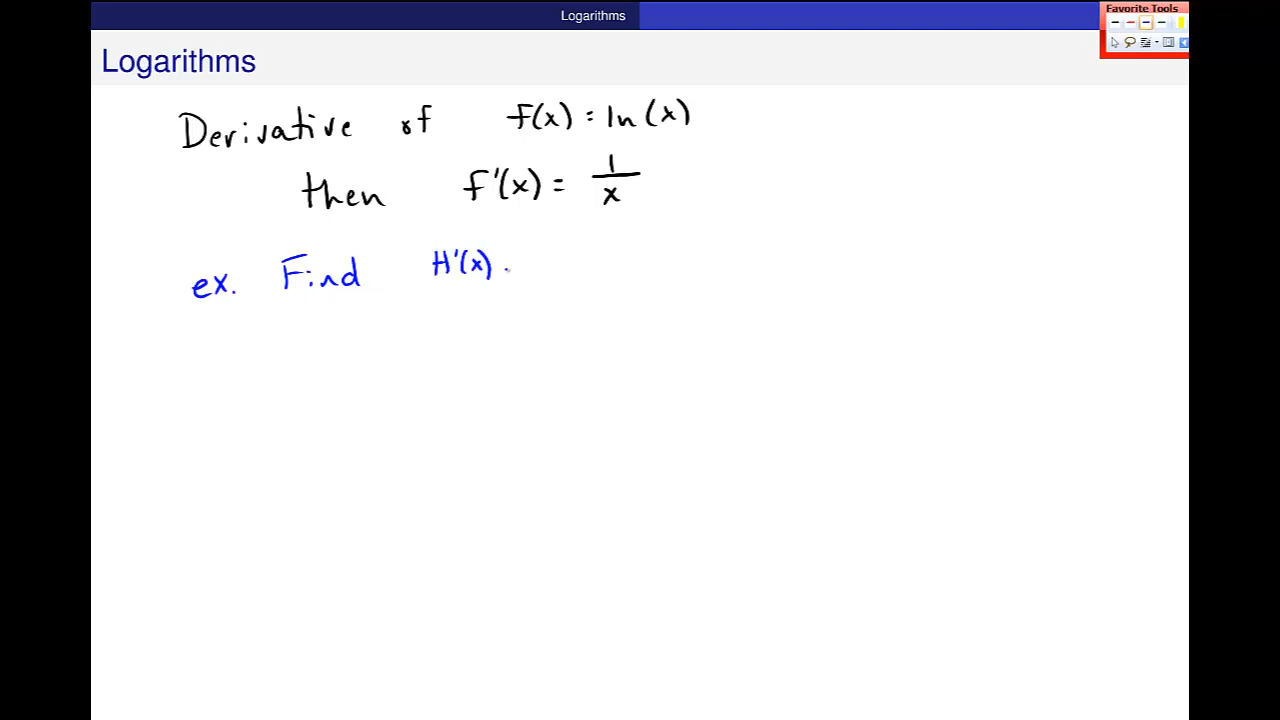 Logarithms
Favorite Tools
Logarithms
Derivative of f(x) = ln(x)
then f'(x) = 1/x
ex. Find H'(x).